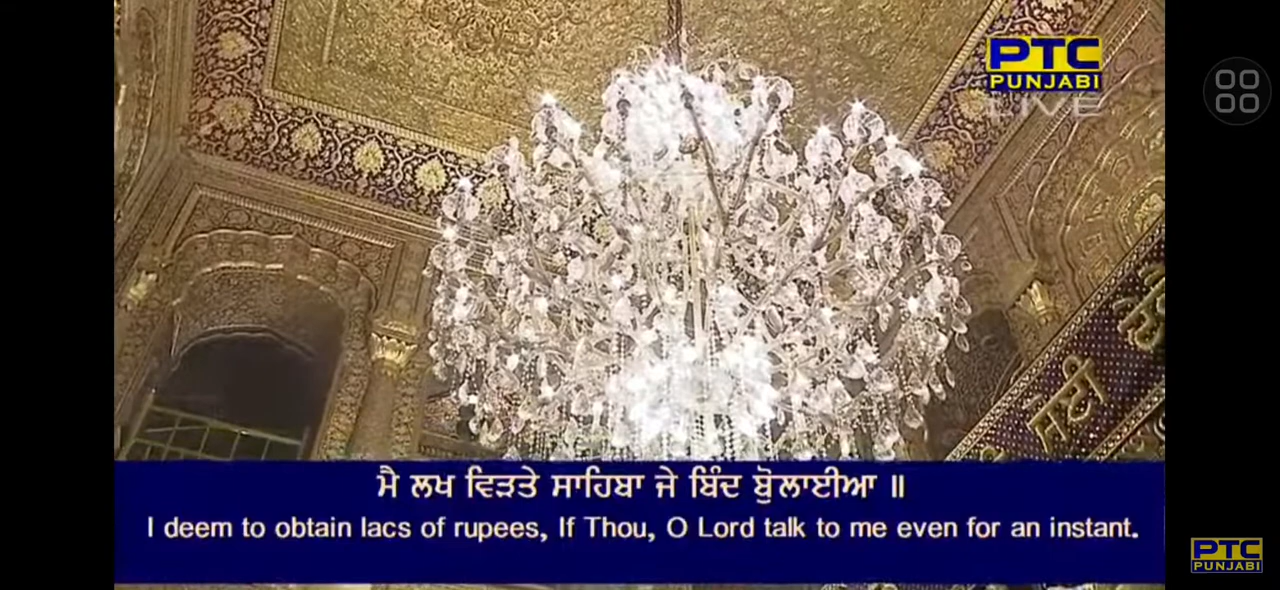 PTC
PUNJABI
LIVE
ਮੈ ਲਖ ਵਿੜਤੇ ਸਾਹਿਬਾ ਜੇ ਬਿੰਦ ਬੋੁਲਾਈਆ ॥
I deem to obtain lacs of rupees, If Thou, O Lord talk to me even for an instant.
PTC
PUNJABI